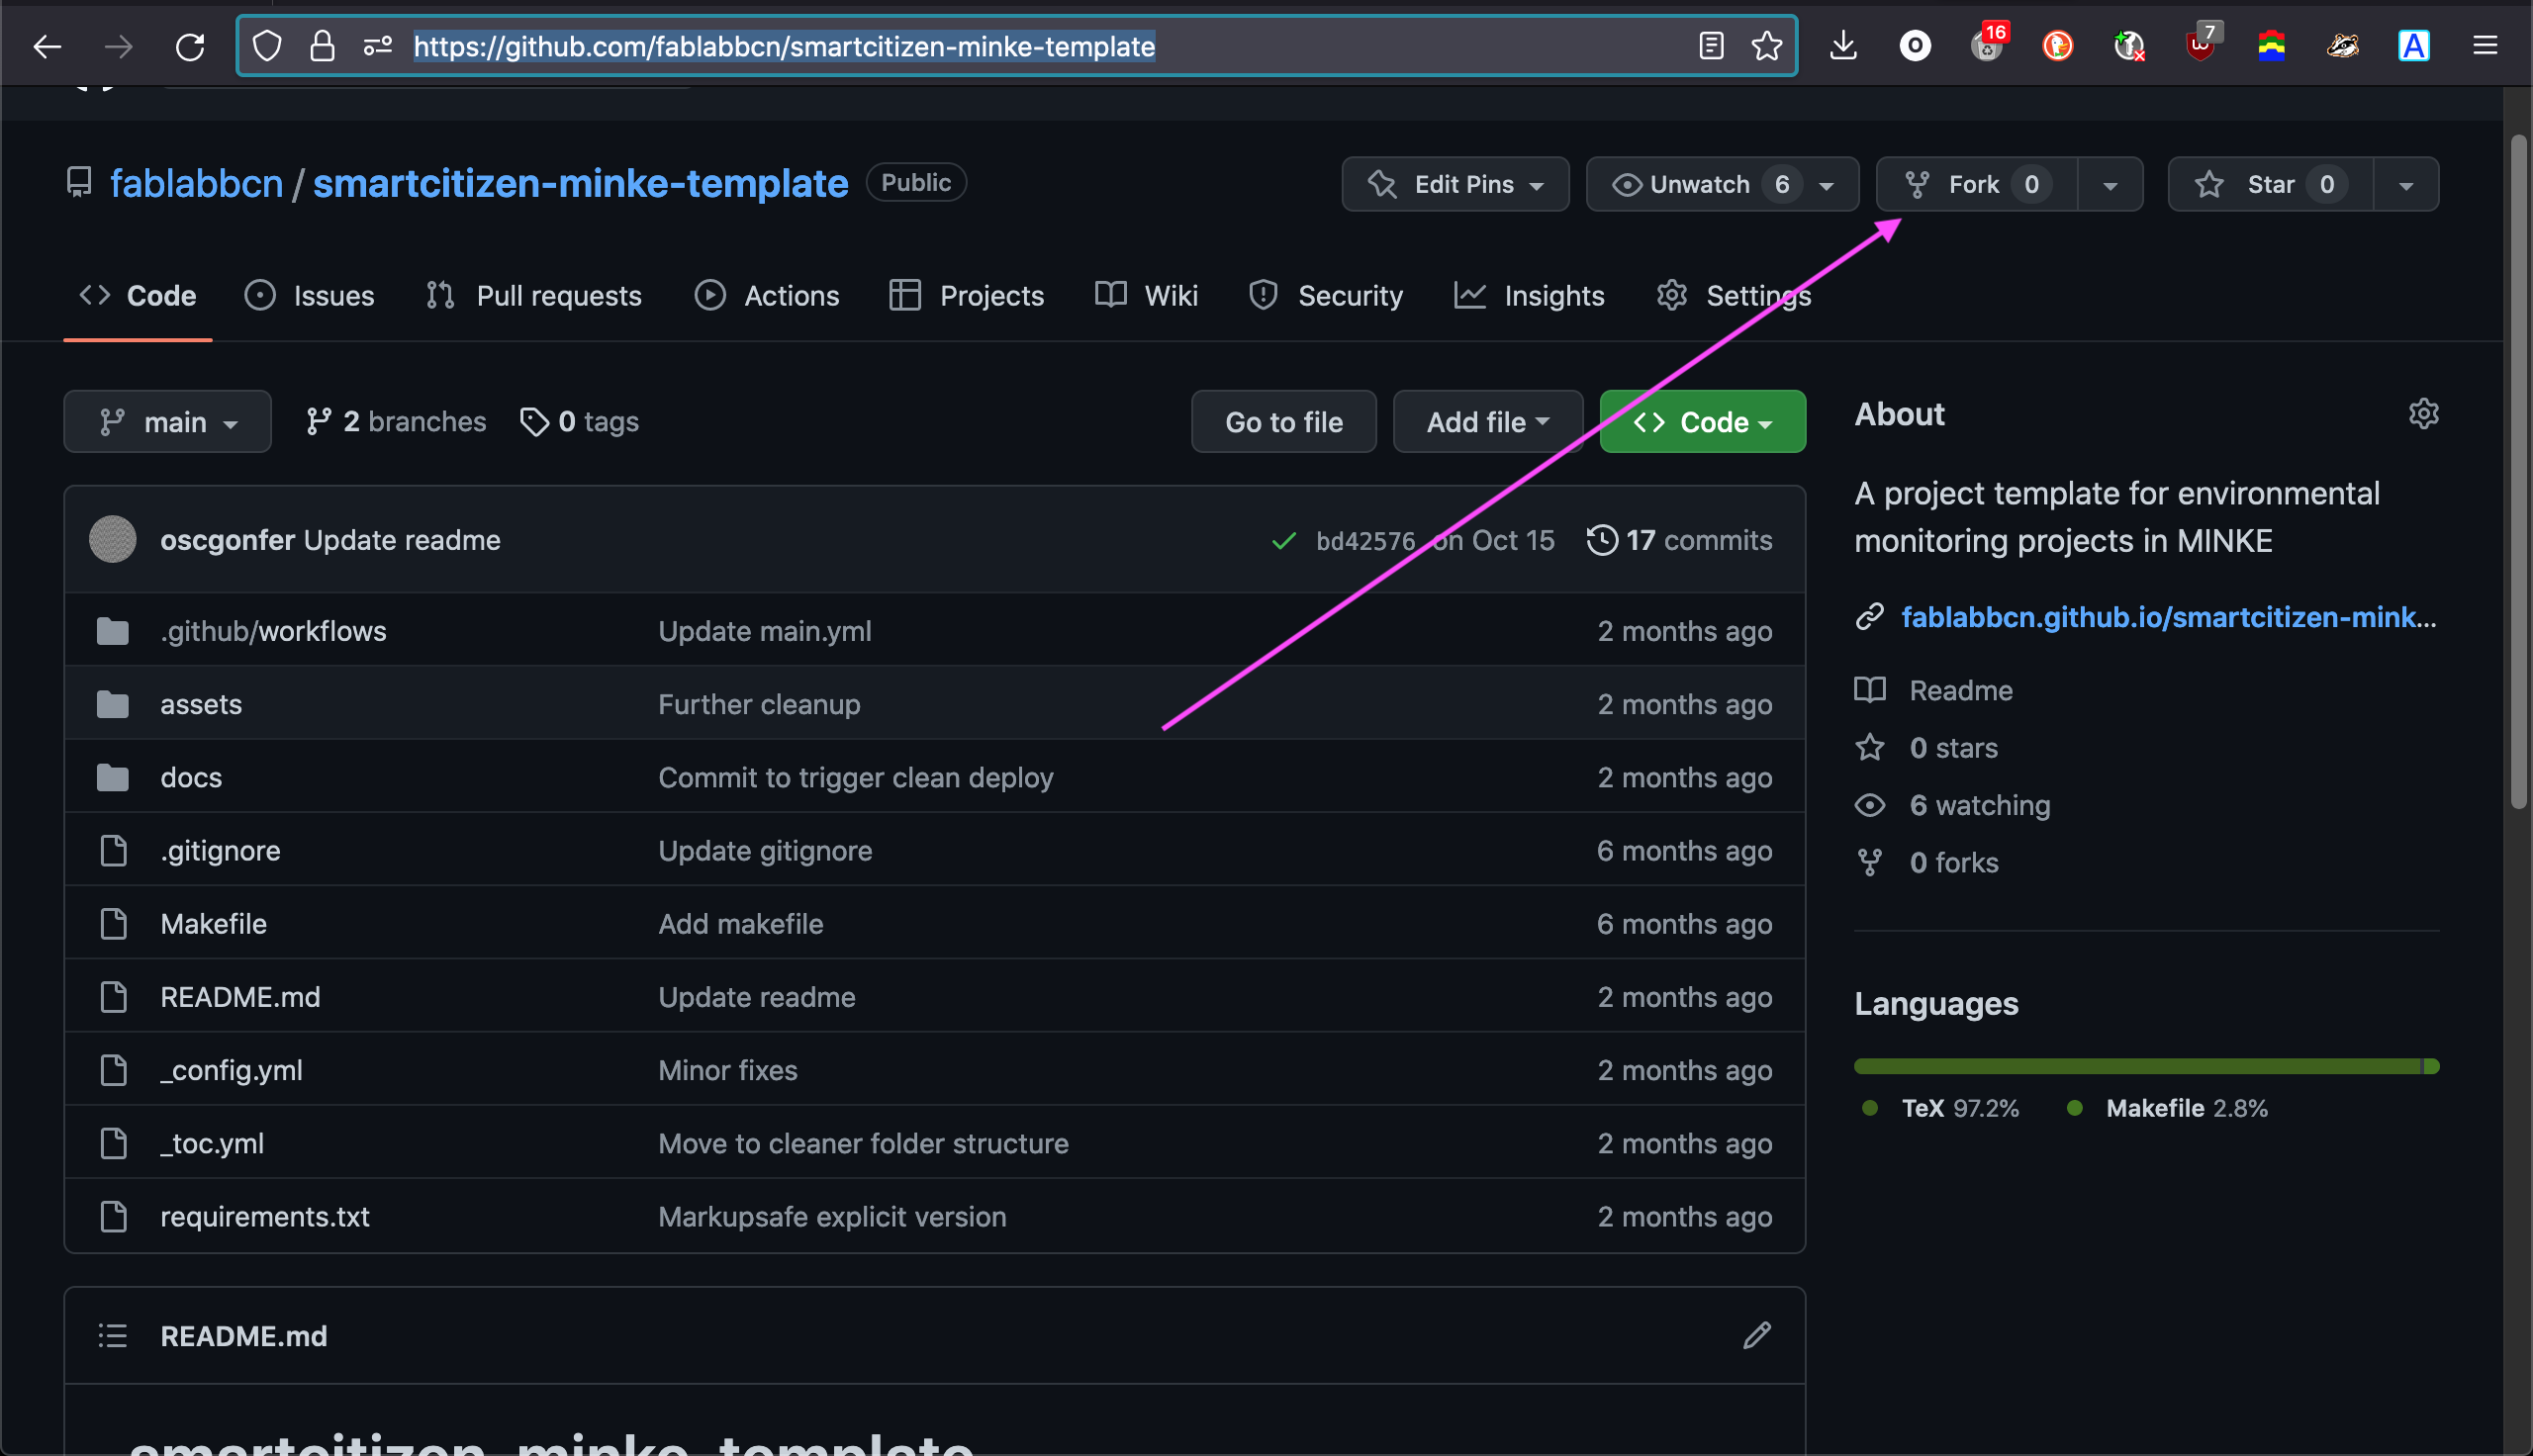 https://github.com/fablabbcn/smartcitizen-minke-template
16
7
fablabbcn / smartcitizen-minke-template Public
Edit Pins Unwatch 6 Fork 0 Star 0
Code Issues Pull requests Actions Projects Wiki Security Insights Settings
main 2 branches 0 tags Go to file Add file Code
oscgonfer Update readme bd42576 on Oct 15 17 commits
.github/workflows Update main.yml 2 months ago
assets Further cleanup 2 months ago
docs Commit to trigger clean deploy 2 months ago
.gitignore Update gitignore 6 months ago
Makefile Add makefile 6 months ago
README.md Update readme 2 months ago
_config.yml Minor fixes 2 months ago
_toc.yml Move to cleaner folder structure 2 months ago
requirements.txt Markupsafe explicit version 2 months ago
README.md
smartcitizen-minke-template
About
A project template for environmental
monitoring projects in MINKE
fablabbcn.github.io/smartcitizen-mink...
Readme
0 stars
6 watching
0 forks
Languages
TeX 97.2% Makefile 2.8%